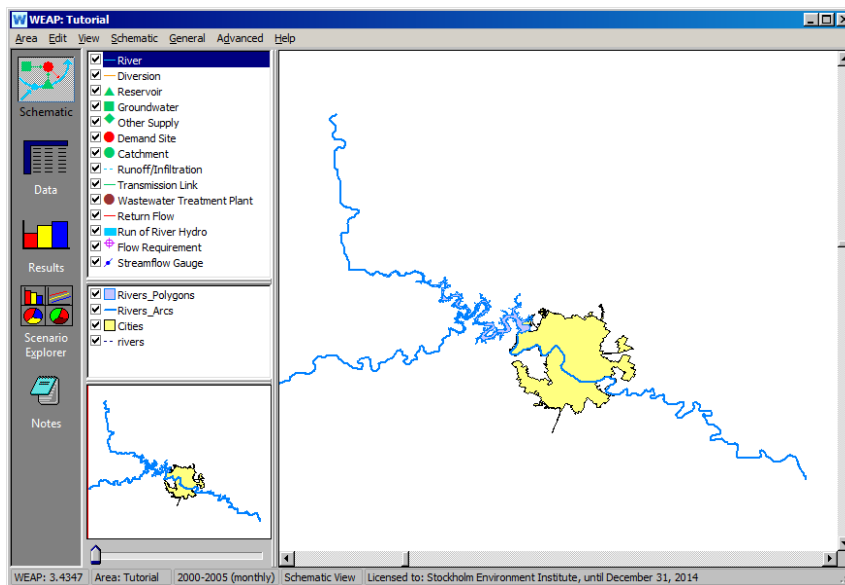 WEAP: Tutorial
Area Edit View Schematic General Advanced Help
Schematic
Data
Results
Scenario
Explorer
Notes
River
Diversion
Reservoir
Groundwater
Other Supply
Demand Site
Catchment
Runoff/Infiltration
Transmission Link
Wastewater Treatment Plant
Return Flow
Run of River Hydro
Flow Requirement
Streamflow Gauge
Rivers_Polygons
Rivers_Arcs
Cities
rivers
WEAP: 3.4347 Area: Tutorial 2000-2005 (monthly) Schematic View Licensed to: Stockholm Environment Institute, until December 31, 2014